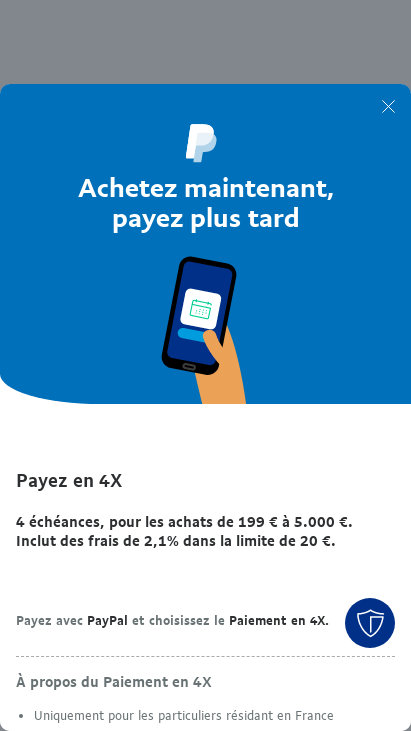 Achetez maintenant,
payez plus tard
Payez en 4X
4 échéances, pour les achats de 199 € à 5.000 €.
Inclut des frais de 2,1% dans la limite de 20 €.
Payez avec PayPal et choisissez le Paiement en 4X.
À propos du Paiement en 4X
• Uniquement pour les particuliers résidant en France